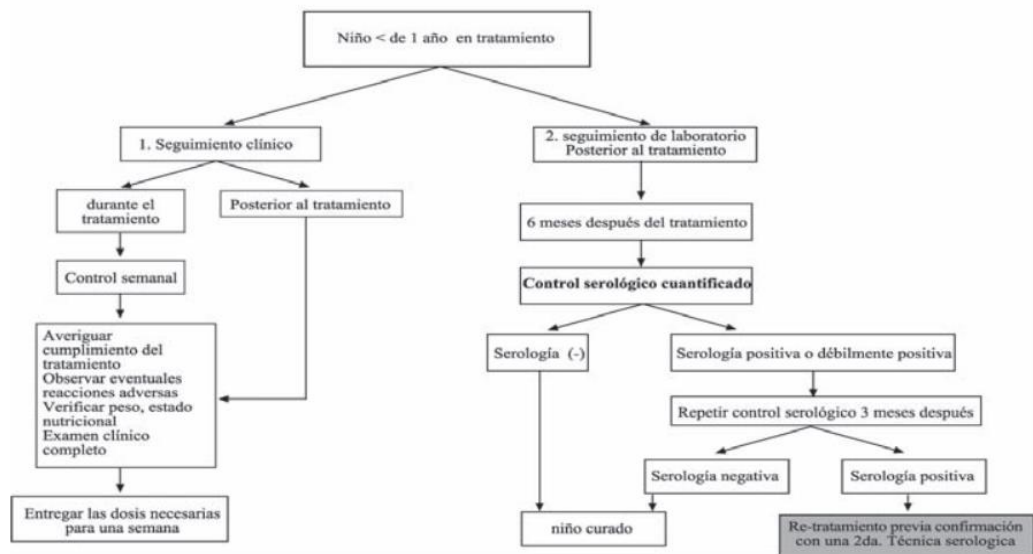 Niño < de 1 año en tratamiento
1. Seguimiento clínico
2. seguimiento de laboratorio
Posterior al tratamiento
durante el
tratamiento
Posterior al tratamiento
6 meses después del tratamiento
Control semanal
Control serológico cuantificado
Averiguar
cumplimiento del
tratamiento
Observar eventuales
reacciones adversas
Verificar peso, estado
nutricional
Examen clínico
completo
Serología (-)
Serología positiva o débilmente positiva
Repetir control serológico 3 meses después
Serología negativa
Serología positiva
Entregar las dosis necesarias
para una semana
niño curado
Re-tratamiento previa confirmación
con una 2da. Técnica serologica